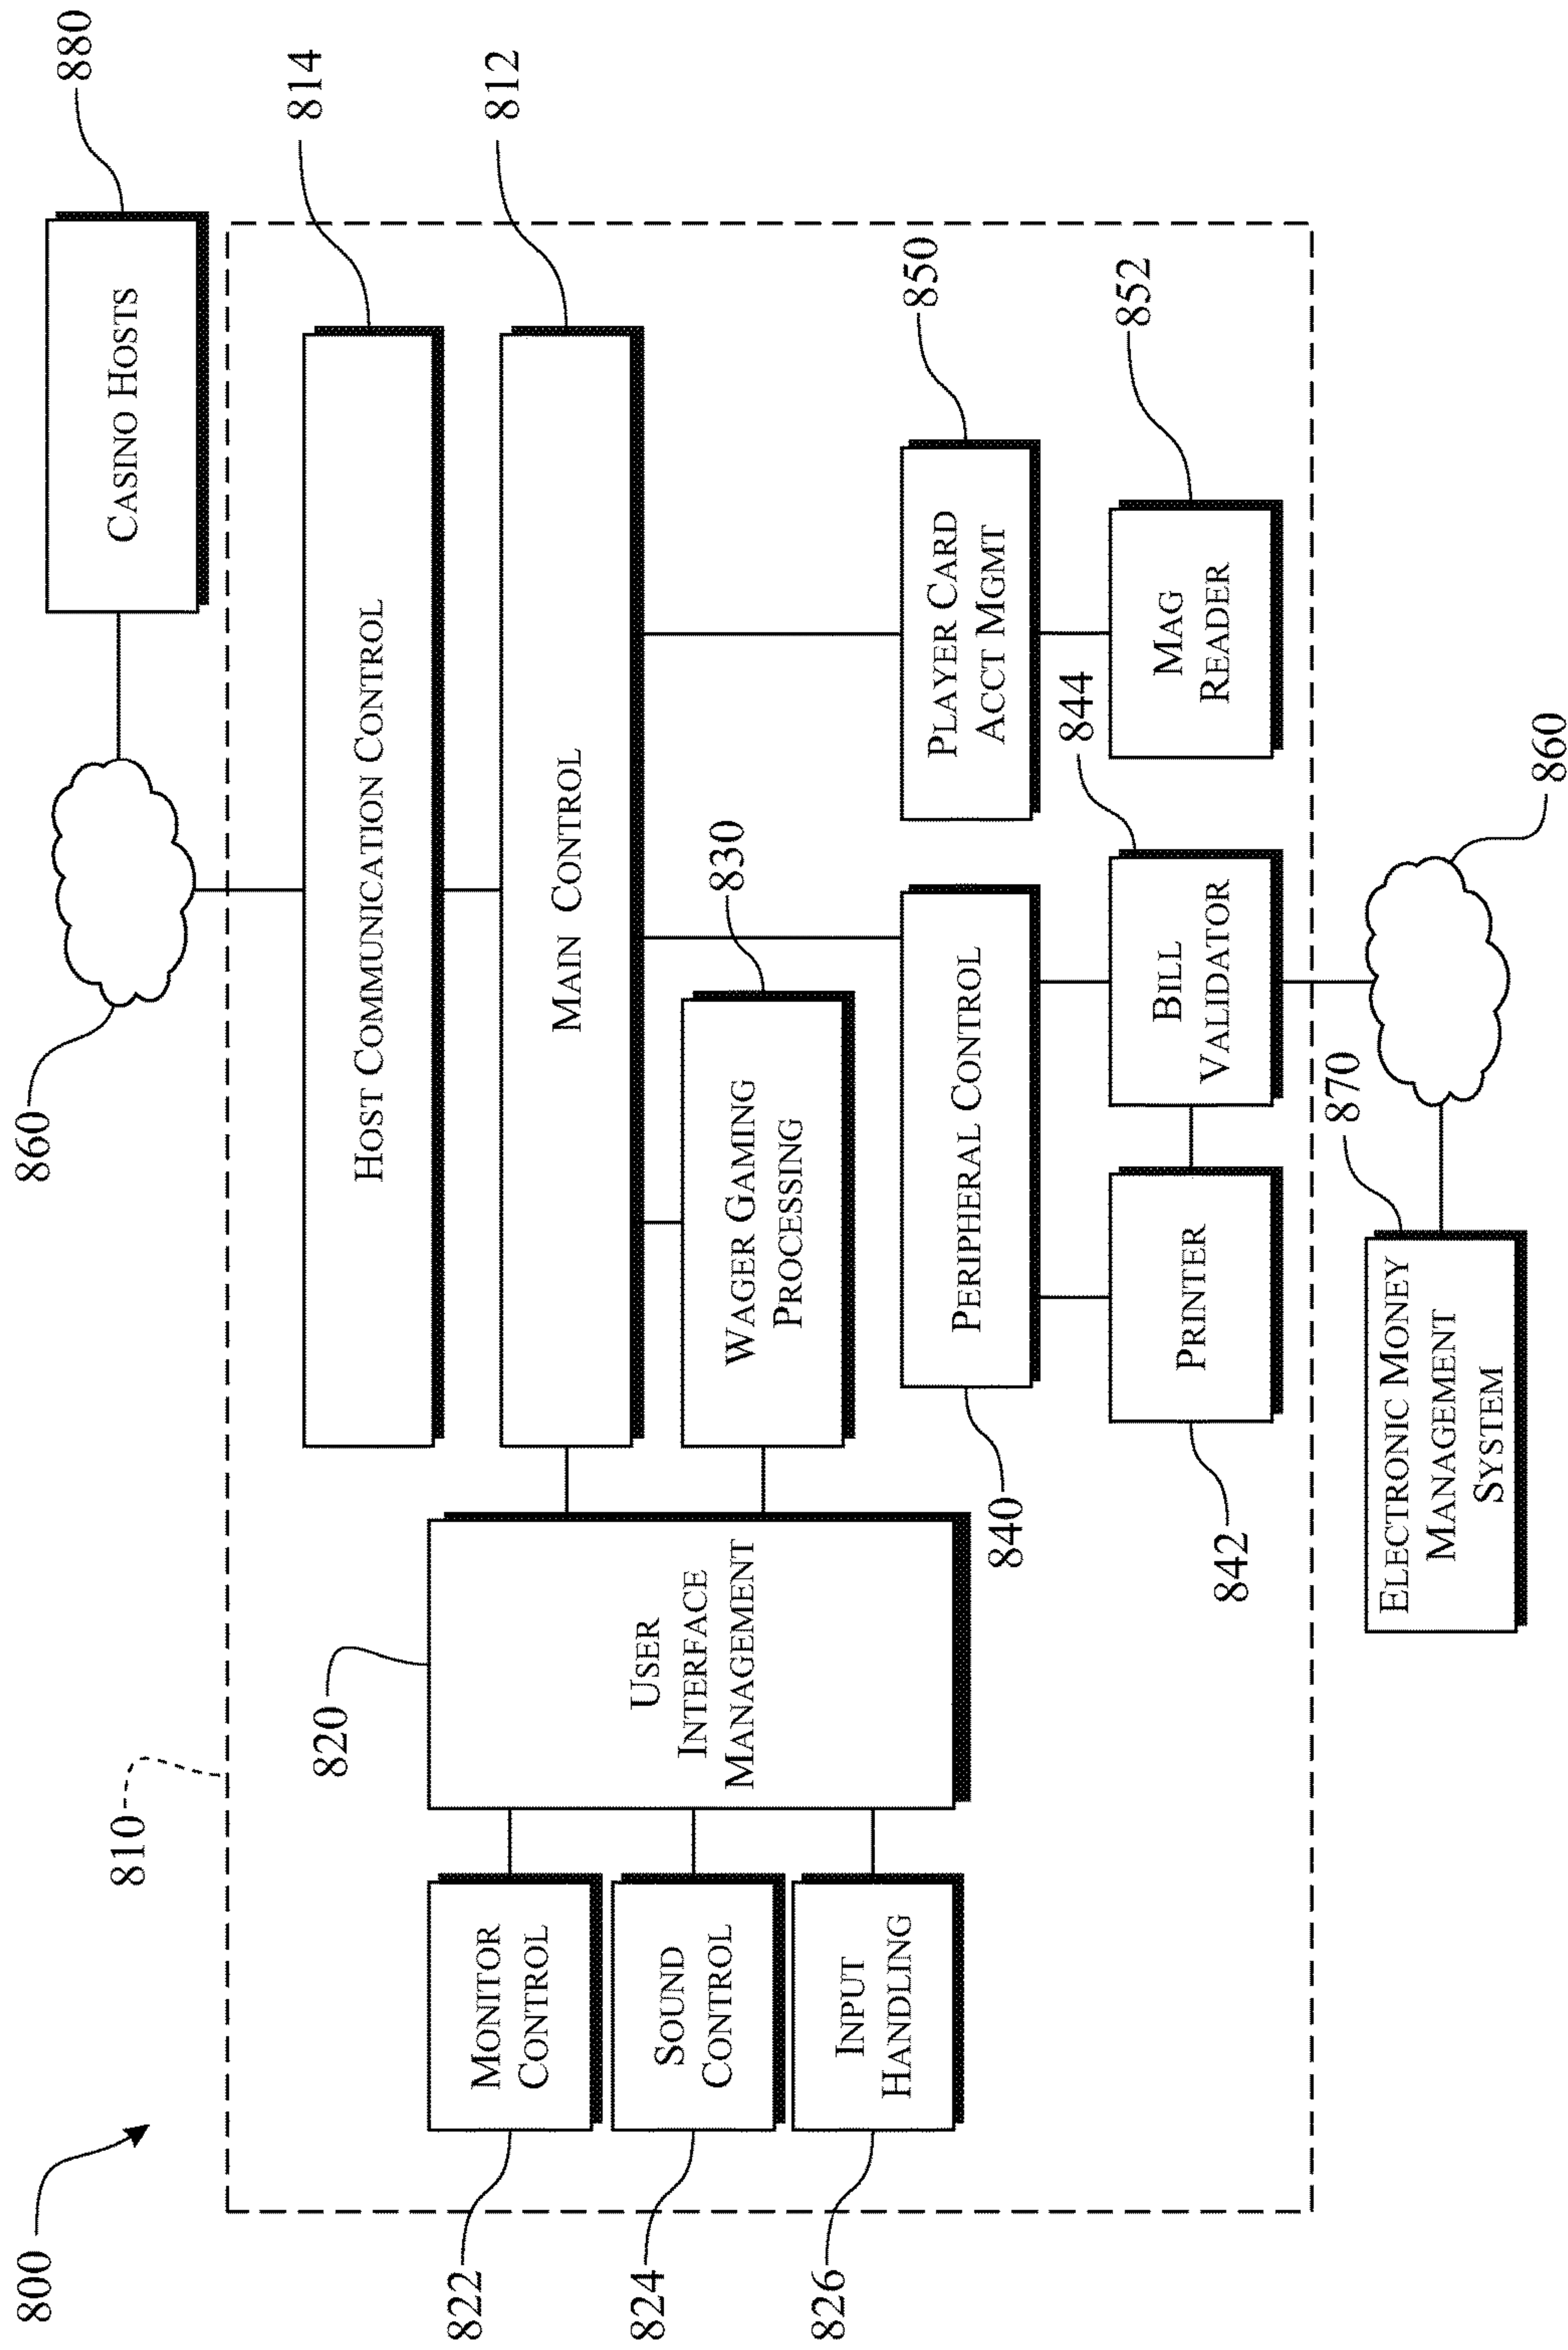 800
810
860
880
CASINO HOSTS
814
HOST COMMUNICATION CONTROL
812
MAIN CONTROL
820
USER
INTERFACE
MANAGEMENT
822
MONITOR
CONTROL
824
SOUND
CONTROL
826
INPUT
HANDLING
830
WAGER GAMING
PROCESSING
840
PERIPHERAL CONTROL
850
PLAYER CARD
ACCT MGMT
842
PRINTER
844
BILL
VALIDATOR
852
MAG
READER
870
ELECTRONIC MONEY
MANAGEMENT
SYSTEM
860